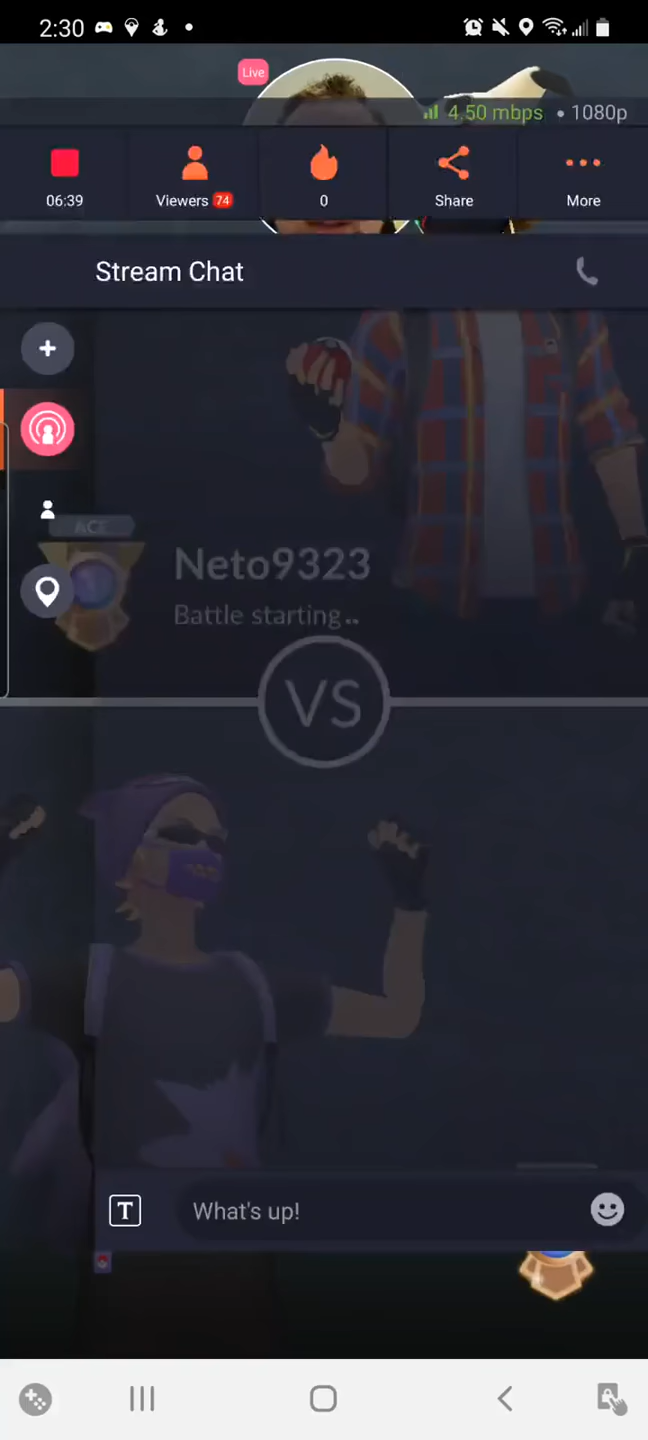 2:30
Live
4.50 mbps • 1080p
06:39
Viewers 74
0
Share
More
Stream Chat
ACE
Neto9323
Battle starting..
VS
T What's up!